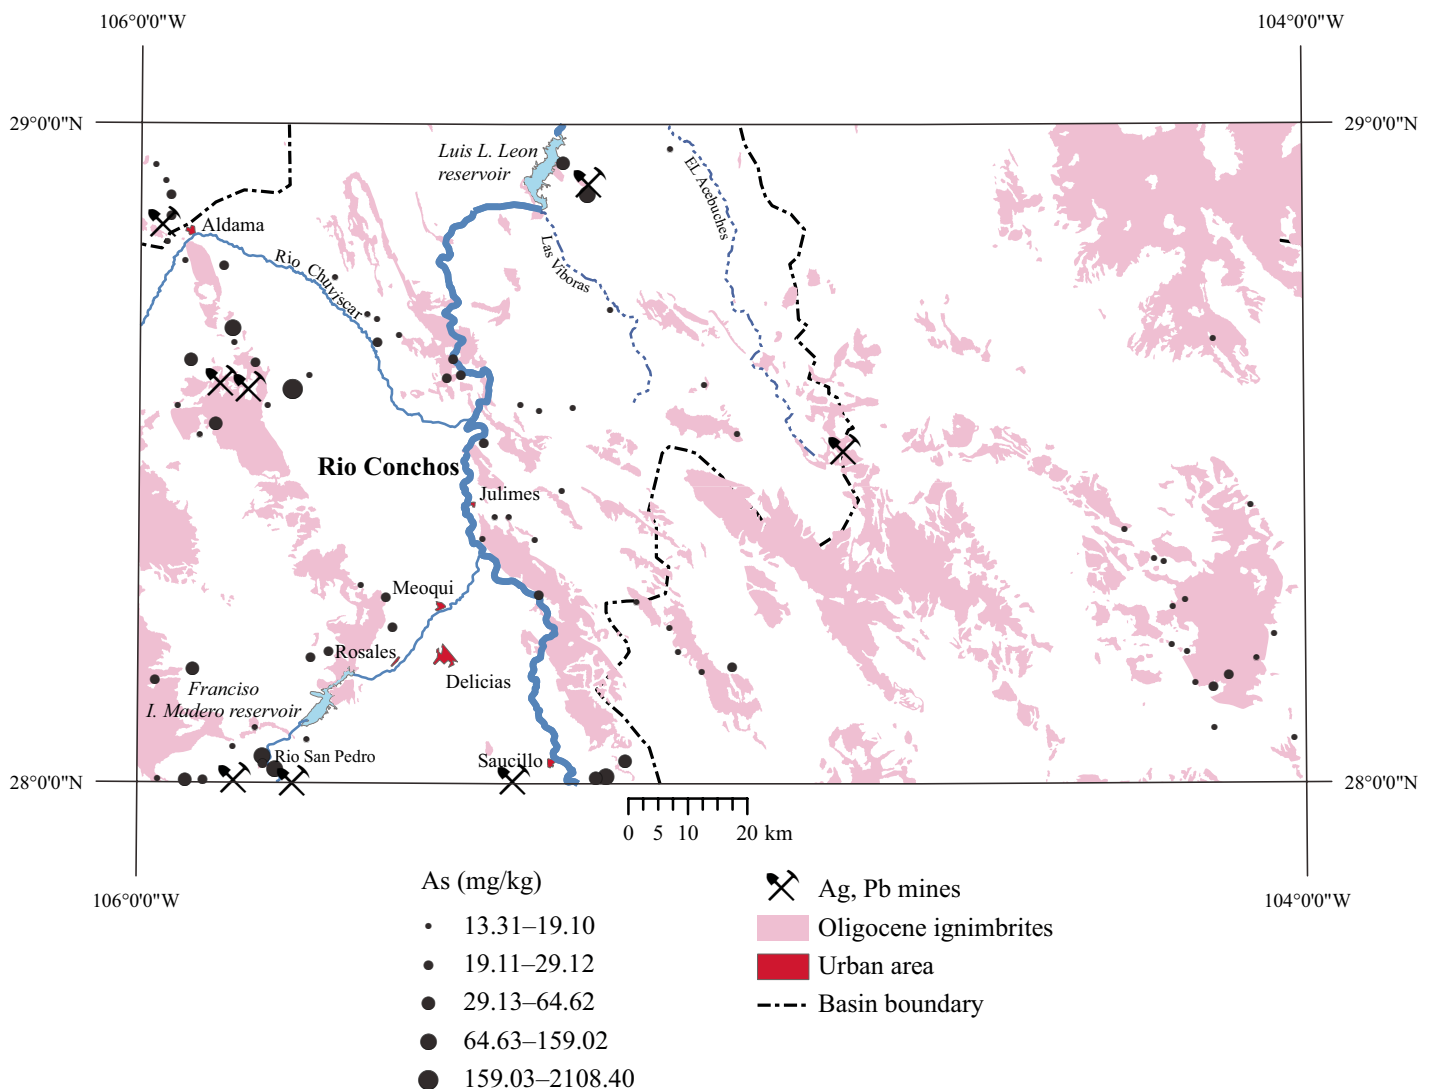 106°0'0"W
104°0'0"W
29°0'0"N
29°0'0"N
Luis L. Leon
reservoir
EL Acebuches
Aldama
Rio Chuviscar
Las Viboras
Rio Conchos
Julimes
Meoqui
Rosales
Delicias
Franciso
I. Madero reservoir
Rio San Pedro
Saucillo
28°0'0"N
28°0'0"N
0 5 10 20 km
106°0'0"W
104°0'0"W
As (mg/kg)
13.31–19.10
19.11–29.12
29.13–64.62
64.63–159.02
159.03–2108.40
Ag, Pb mines
Oligocene ignimbrites
Urban area
Basin boundary